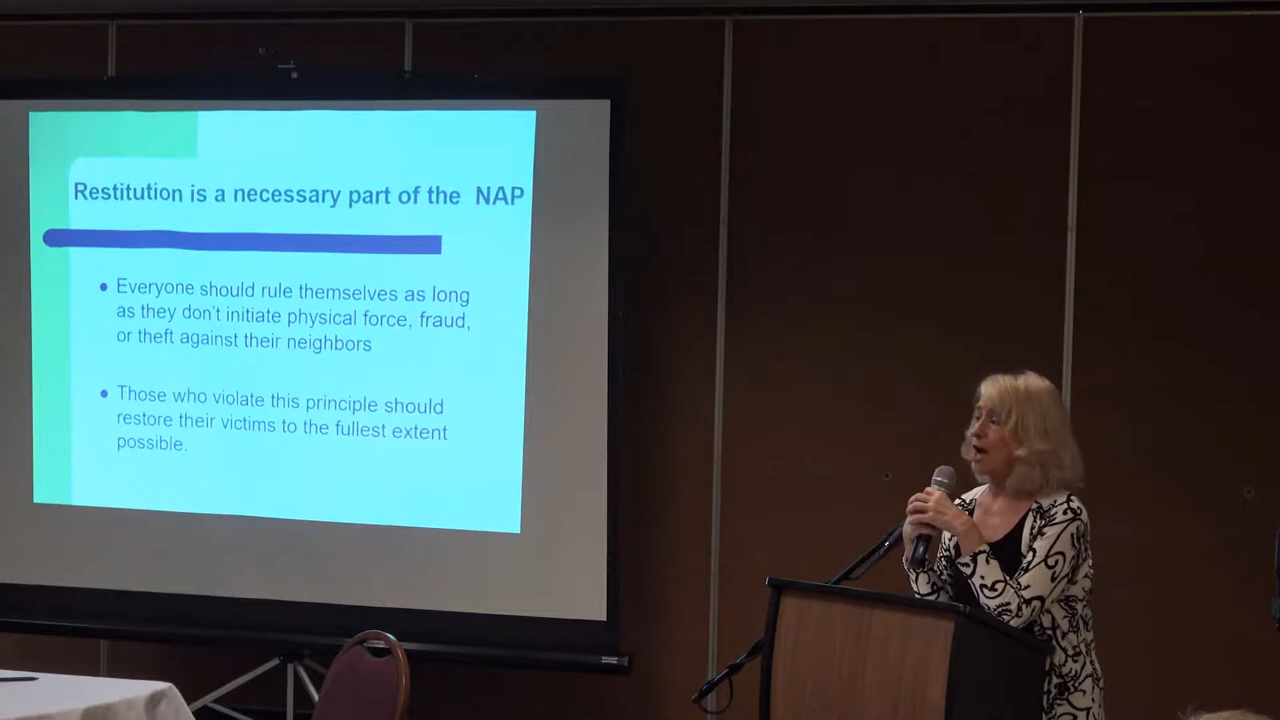 Restitution is a necessary part of the NAP
Everyone should rule themselves as long
as they don't initiate physical force, fraud,
or theft against their neighbors
Those who violate this principle should
restore their victims to the fullest extent
possible.